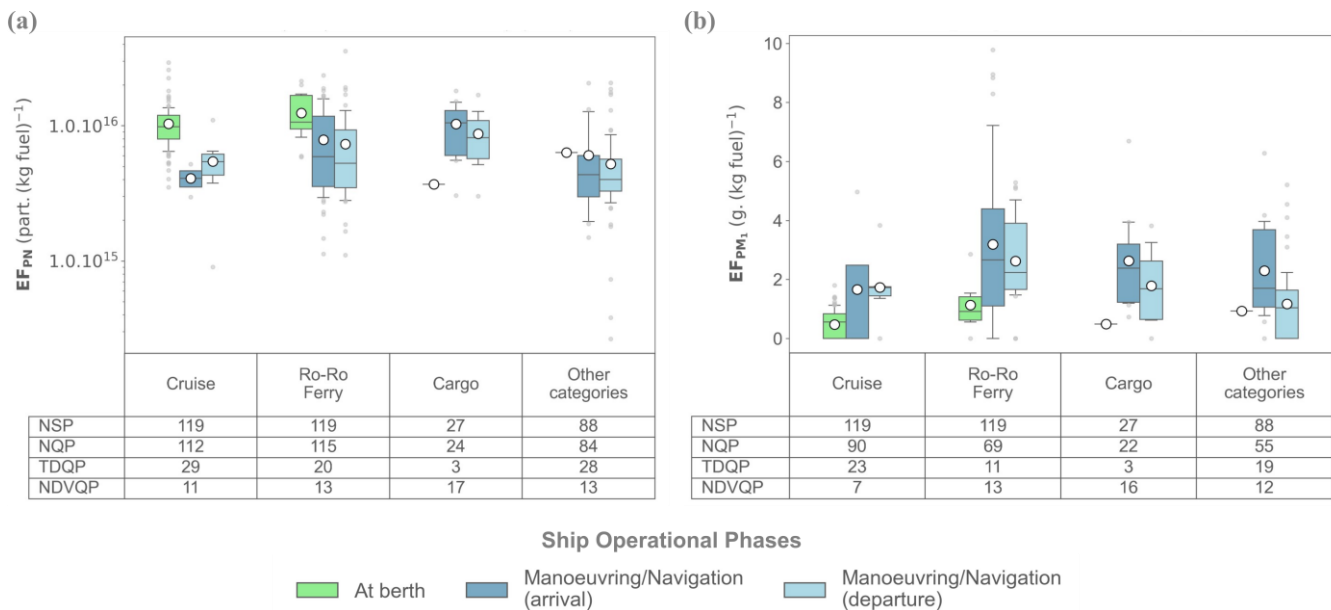 (a)
EF_PN (part. (kg fuel)⁻¹)
1.0.10¹⁶
1.0.10¹⁵
Cruise
Ro-Ro
Ferry
Cargo
Other
categories
NSP 119 119 27 88
NQP 112 115 24 84
TDQP 29 20 3 28
NDVQP 11 13 17 13
(b)
EF_PM₁ (g. (kg fuel)⁻¹)
10
8
6
4
2
0
Cruise
Ro-Ro
Ferry
Cargo
Other
categories
NSP 119 119 27 88
NQP 90 69 22 55
TDQP 23 11 3 19
NDVQP 7 13 16 12
Ship Operational Phases
At berth
Manoeuvring/Navigation
(arrival)
Manoeuvring/Navigation
(departure)